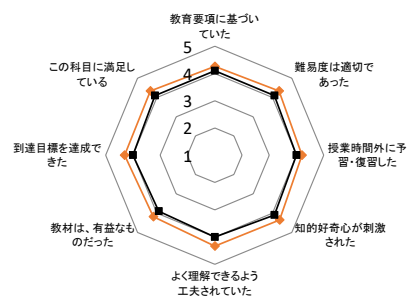 教育要項に基づい
ていた
難易度は適切で
あった
授業時間外に予
習・復習した
知的好奇心が刺激
された
よく理解できるよう
工夫されていた
教材は、有益なも
のだった
到達目標を達成で
きた
この科目に満足し
ている
5
4
3
2
1